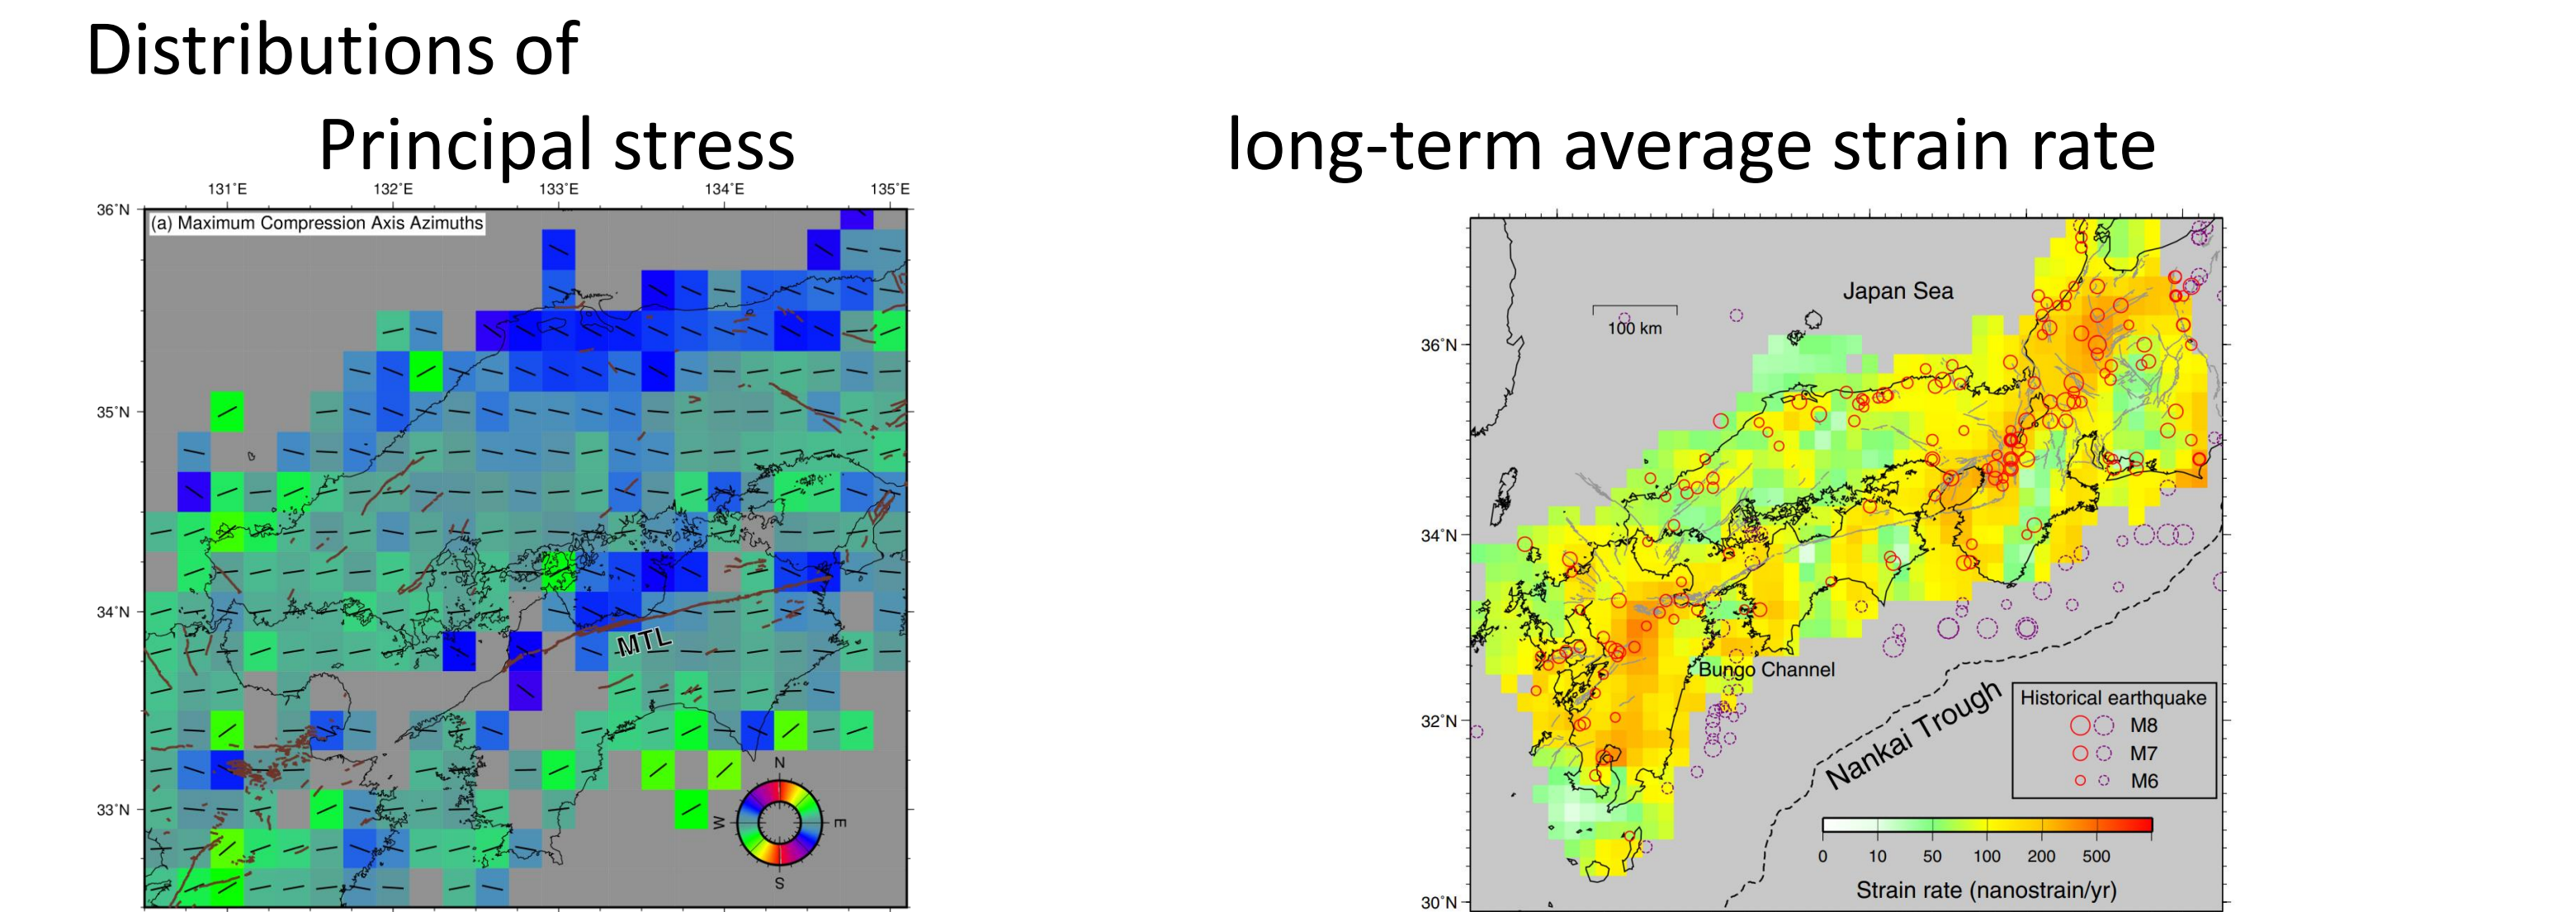 Distributions of
Principal stress
long-term average strain rate
131°E 132°E 133°E 134°E 135°E
36°N
35°N
34°N
33°N
(a) Maximum Compression Axis Azimuths
MTL
N
W E
S
36°N
34°N
32°N
30°N
Japan Sea
100 km
Bungo Channel
Nankai Trough
Historical earthquake
M8
M7
M6
0 10 50 100 200 500
Strain rate (nanostrain/yr)